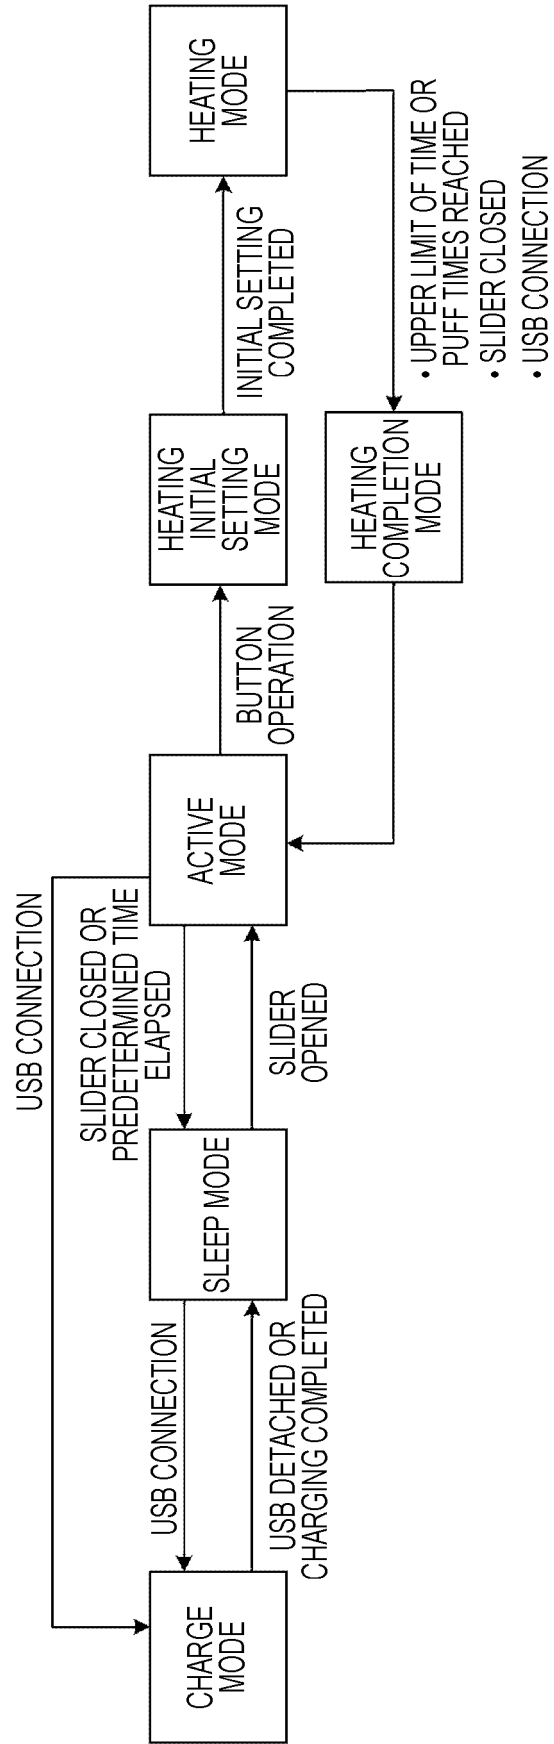 USB CONNECTION
CHARGE
MODE
USB CONNECTION
USB DETACHED OR
CHARGING COMPLETED
SLEEP MODE
SLIDER CLOSED OR
PREDETERMINED TIME
ELAPSED
SLIDER
OPENED
ACTIVE
MODE
BUTTON
OPERATION
HEATING
INITIAL
SETTING
MODE
INITIAL SETTING
COMPLETED
HEATING
MODE
HEATING
COMPLETION
MODE
• UPPER LIMIT OF TIME OR
PUFF TIMES REACHED
• SLIDER CLOSED
• USB CONNECTION